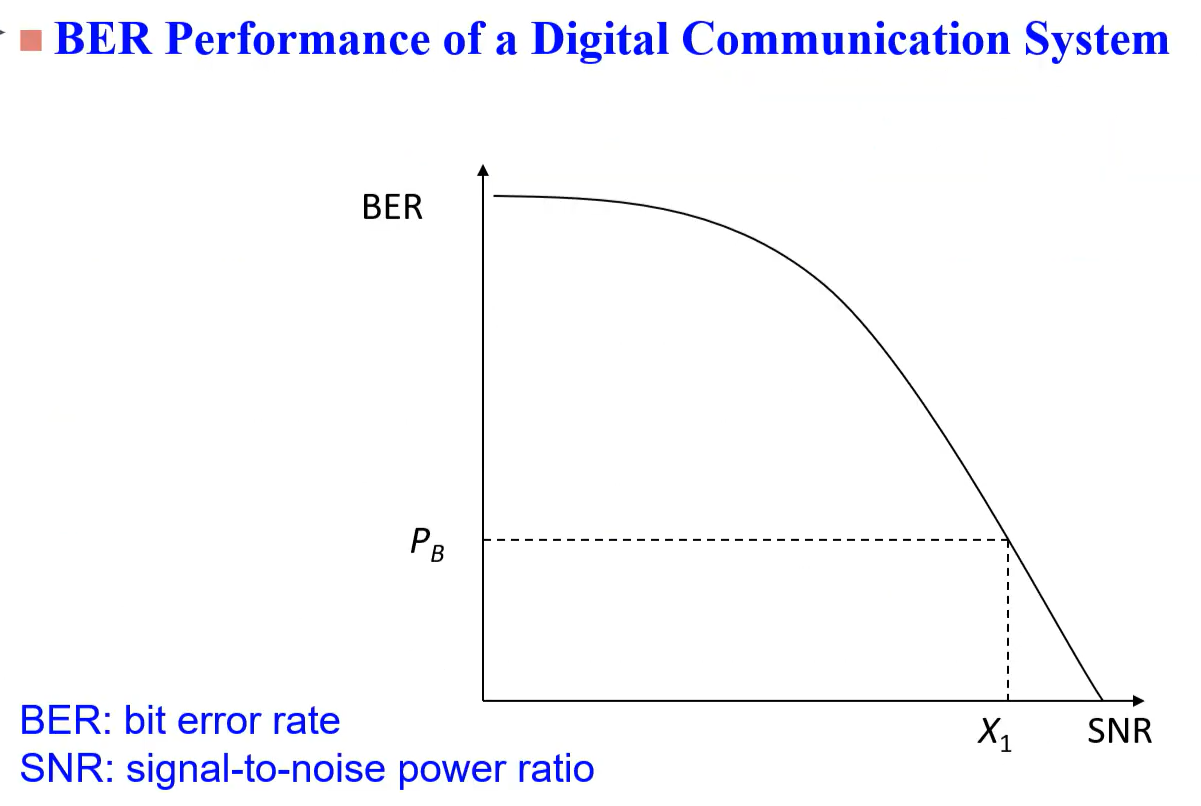 BER Performance of a Digital Communication System
BER
P_B
X_1
SNR
BER: bit error rate
SNR: signal-to-noise power ratio